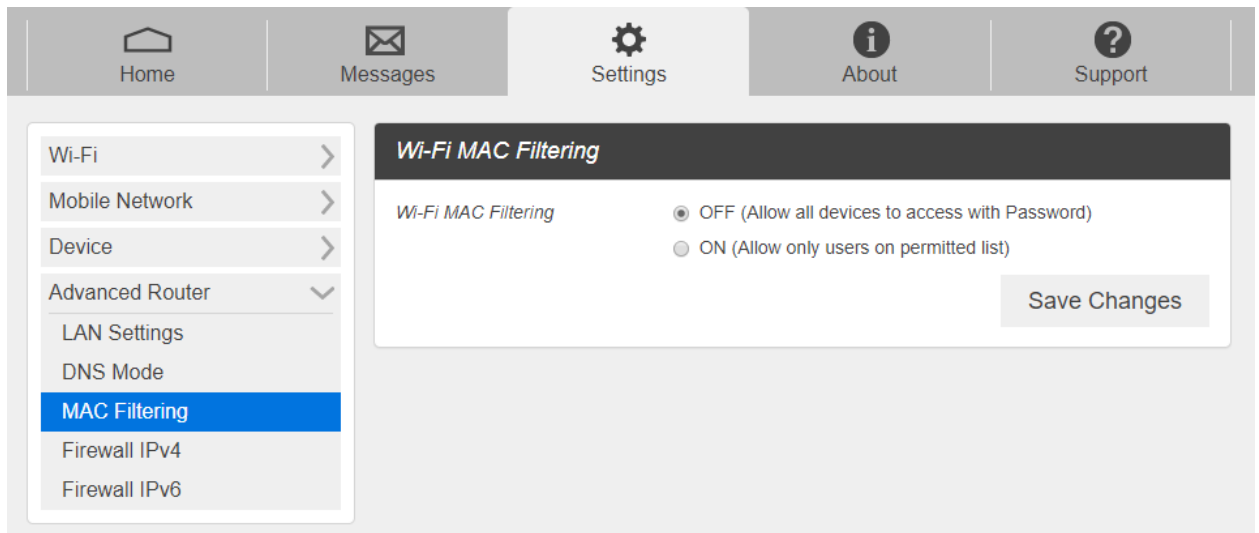 Home Messages Settings About Support
Wi-Fi
Mobile Network
Device
Advanced Router
LAN Settings
DNS Mode
MAC Filtering
Firewall IPv4
Firewall IPv6
Wi-Fi MAC Filtering
Wi-Fi MAC Filtering OFF (Allow all devices to access with Password)
ON (Allow only users on permitted list)
Save Changes